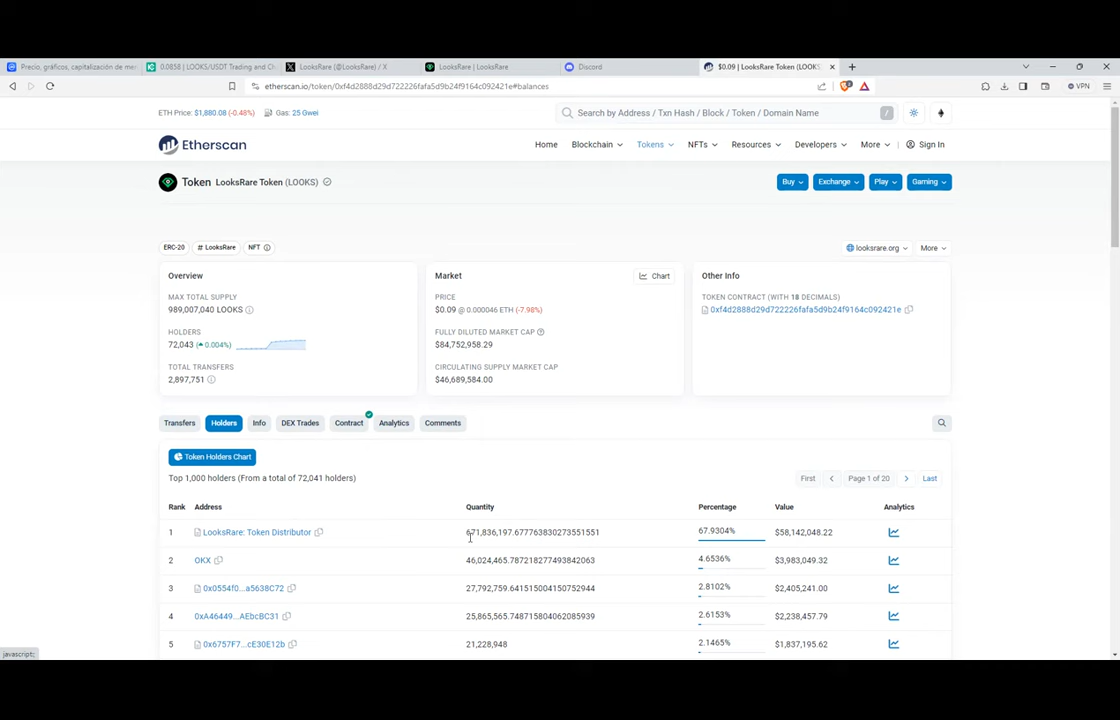 Precio, gráficos, capitalización de me
0.0858 | LOOKS/USDT Trading and C
LooksRare (@LooksRare) / X
LooksRare | LooksRare
Discord
$0.09 | LooksRare Token (LOOKS)
etherscan.io/token/0xf4d2888d29d722226fafa5d9b24f9164c092421e#balances
VPN
ETH Price: $1,880.08 (-0.48%) Gas: 25 Gwei
Search by Address / Txn Hash / Block / Token / Domain Name
/
Etherscan
Home Blockchain Tokens NFTs Resources Developers More Sign In
Token LooksRare Token (LOOKS)
Buy Exchange Play Gaming
ERC-20 # LooksRare NFT
looksrare.org More
Overview
MAX TOTAL SUPPLY
989,007,040 LOOKS
HOLDERS
72,043 (0.004%)
TOTAL TRANSFERS
2,897,751
Market
Chart
PRICE
$0.09 @ 0.000046 ETH (-7.98%)
FULLY DILUTED MARKET CAP
$84,752,958.29
CIRCULATING SUPPLY MARKET CAP
$46,689,584.00
Other Info
TOKEN CONTRACT (WITH 18 DECIMALS)
0xf4d2888d29d722226fafa5d9b24f9164c092421e
Transfers Holders Info DEX Trades Contract Analytics Comments
Token Holders Chart
Top 1,000 holders (From a total of 72,041 holders)
First Page 1 of 20 Last
Rank Address Quantity Percentage Value Analytics
1 LooksRare: Token Distributor 671,836,197.677763830273551551 67.9304% $58,142,048.22
2 OKX 46,024,465.787218277493842063 4.6536% $3,983,049.32
3 0x0554f0...a5638C72 27,792,759.641515004150752944 2.8102% $2,405,241.00
4 0xA46449...AEbcBC31 25,865,565.748715804062085939 2.6153% $2,238,457.70
5 0x6757F7...cE30E12b 21,228,948 2.1465% $1,837,195.62
javascript:;